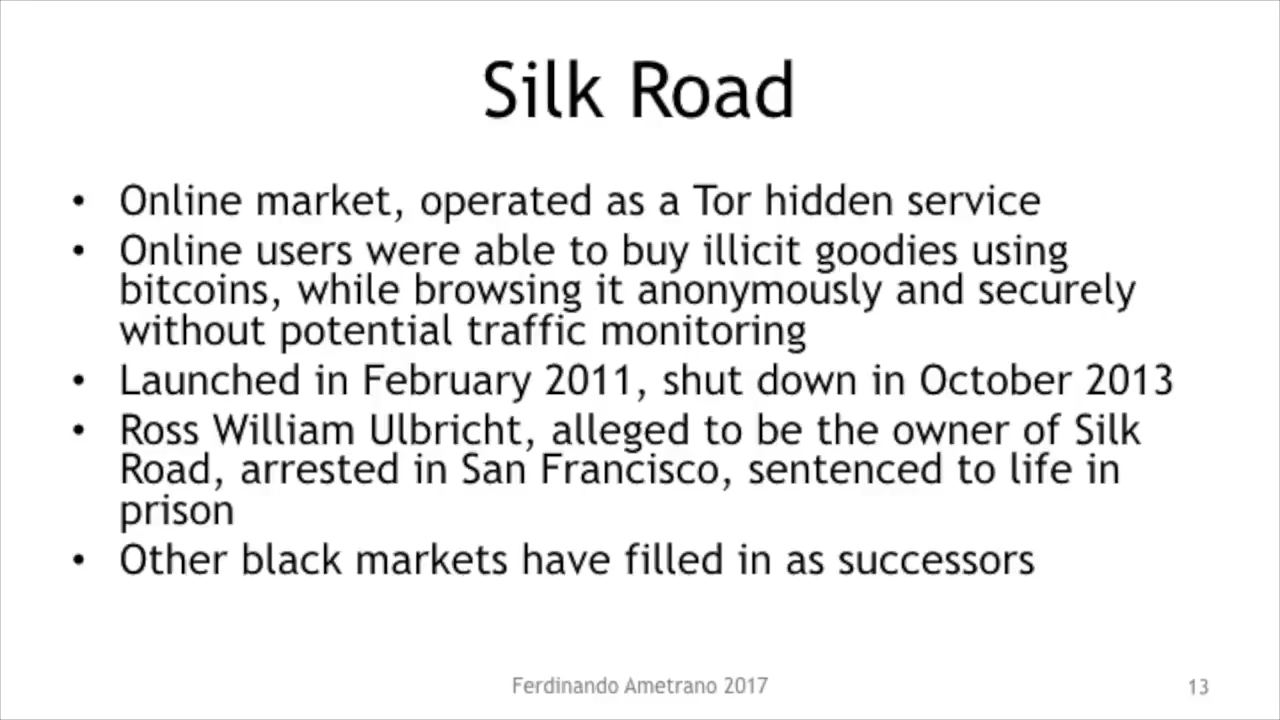 Silk Road
• Online market, operated as a Tor hidden service
• Online users were able to buy illicit goodies using
bitcoins, while browsing it anonymously and securely
without potential traffic monitoring
• Launched in February 2011, shut down in October 2013
• Ross William Ulbricht, alleged to be the owner of Silk
Road, arrested in San Francisco, sentenced to life in
prison
• Other black markets have filled in as successors
Ferdinando Ametrano 2017
13